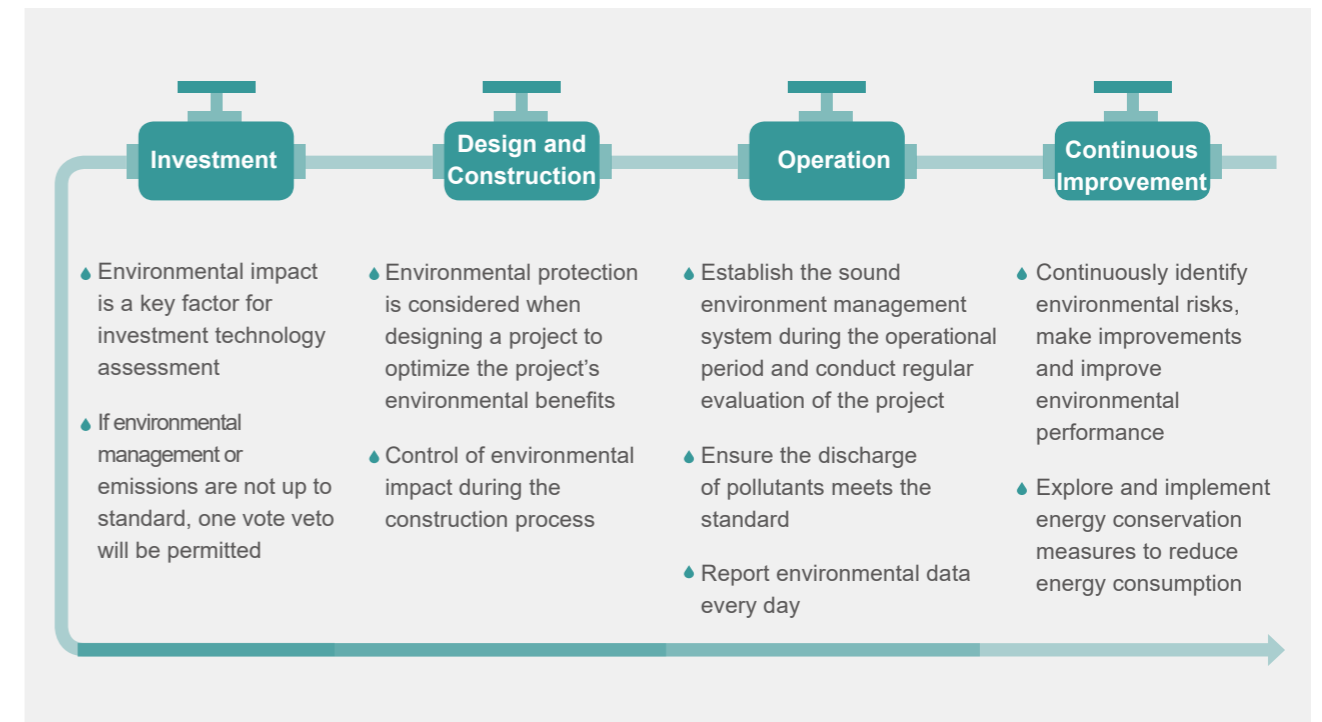 Investment
Design and
Construction
Operation
Continuous
Improvement
Environmental impact
is a key factor for
investment technology
assessment
If environmental
management or
emissions are not up to
standard, one vote veto
will be permitted
Environmental protection
is considered when
designing a project to
optimize the project’s
environmental benefits
Control of environmental
impact during the
construction process
Establish the sound
environment management
system during the operational
period and conduct regular
evaluation of the project
Ensure the discharge
of pollutants meets the
standard
Report environmental data
every day
Continuously identify
environmental risks,
make improvements
and improve
environmental
performance
Explore and implement
energy conservation
measures to reduce
energy consumption